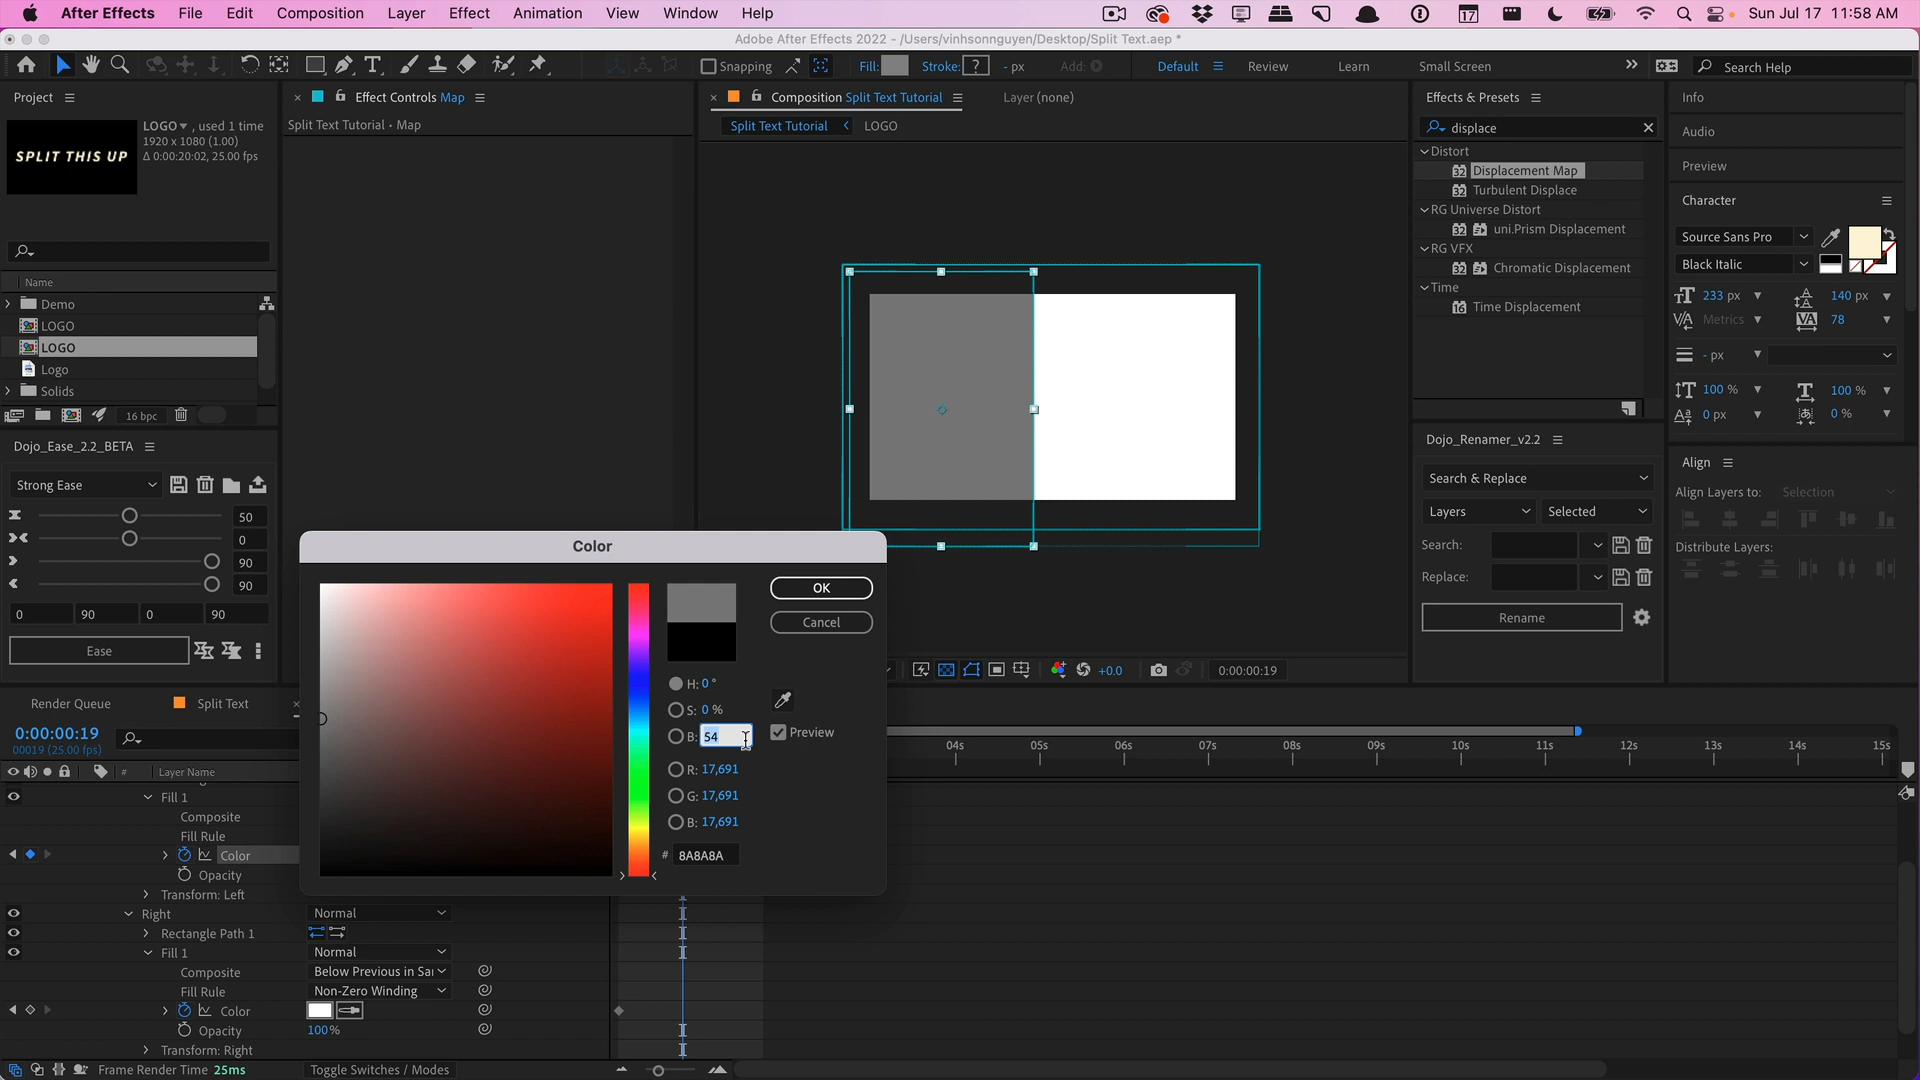 After Effects File Edit Composition Layer Effect Animation View Window Help 17 Sun Jul 17 11:58 AM
Adobe After Effects 2022 - /Users/vinhsonnguyen/Desktop/Split Text.aep *
Snapping Fill: Stroke: ? - px Add: Default Review Learn Small Screen Search Help
Project
LOGO , used 1 time
1920 x 1080 (1.00)
Δ 0:00:20:02, 25.00 fps
SPLIT THIS UP
Name
Demo
LOGO
LOGO
Logo
Solids
16 bpc
Dojo_Ease_2.2_BETA
Strong Ease
50
0
90
90
0 90 0 90
Ease
Effect Controls Map
Split Text Tutorial • Map
Composition Split Text Tutorial Layer (none)
Split Text Tutorial LOGO
+0.0 0:00:00:19
Color
OK
Cancel
H: 0 °
S: 0 %
B: 54
Preview
R: 17,691
G: 17,691
B: 17,691
# 8A8A8A
Effects & Presets
displace
Distort
32 Displacement Map
32 Turbulent Displace
RG Universe Distort
32 uni.Prism Displacement
RG VFX
32 Chromatic Displacement
Time
16 Time Displacement
Dojo_Renamer_v2.2
Search & Replace
Layers Selected
Search:
Replace:
Rename
Info
Audio
Preview
Character
Source Sans Pro
Black Italic
233 px 140 px
Metrics 78
- px
100 % 100 %
0 px 0 %
Align
Align Layers to: Selection
Distribute Layers:
Render Queue Split Text
0:00:00:19
00019 (25.00 fps)
# Layer Name
04s 05s 06s 07s 08s 09s 10s 11s 12s 13s 14s 15s
Fill 1
Composite
Fill Rule
Color
Opacity
Transform: Left
Right Normal
Rectangle Path 1
Fill 1 Normal
Composite Below Previous in Sa
Fill Rule Non-Zero Winding
Color
Opacity 100%
Transform: Right
Frame Render Time 25ms Toggle Switches / Modes